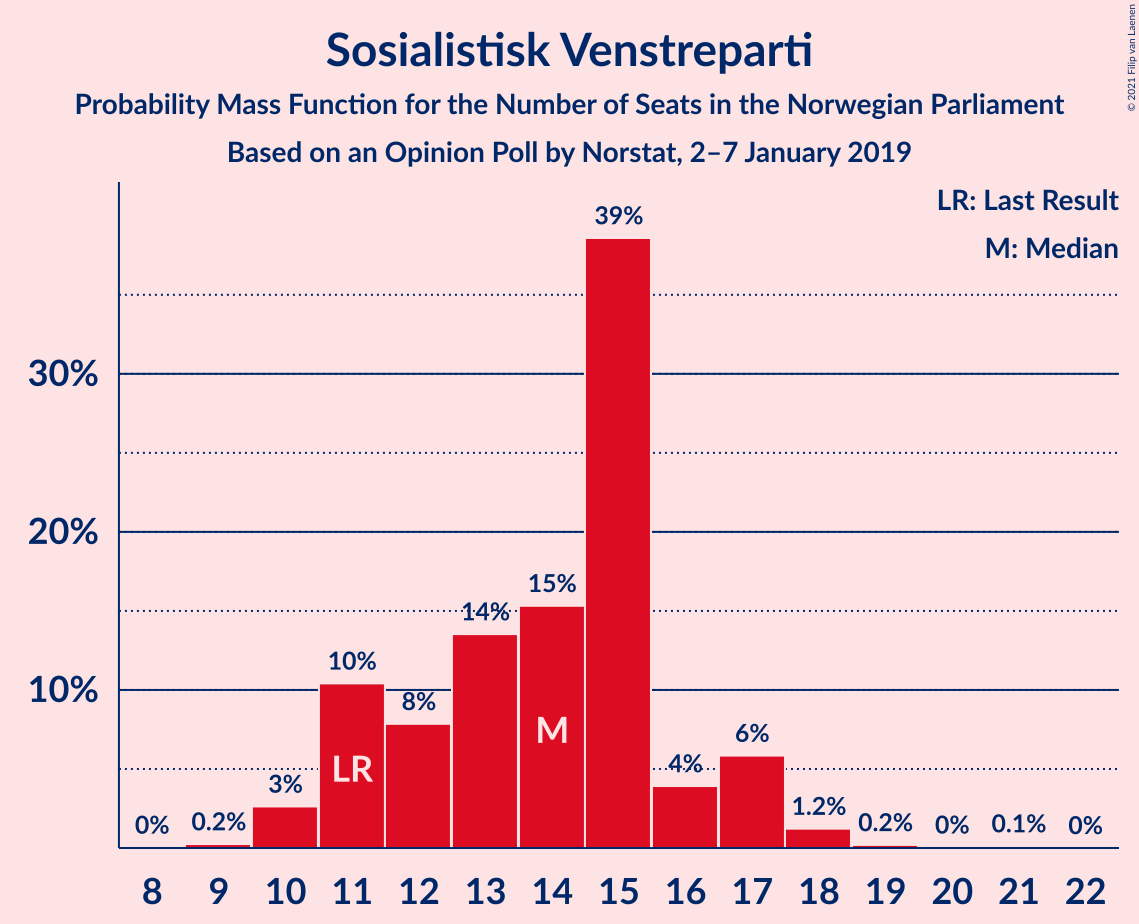 Sosialistisk Venstreparti
Probability Mass Function for the Number of Seats in the Norwegian Parliament
Based on an Opinion Poll by Norstat, 2–7 January 2019
© 2021 Filip van Laenen
LR: Last Result
M: Median
30%
20%
10%
0%
0.2%
3%
10%
8%
14%
15%
39%
4%
6%
1.2%
0.2%
0%
0.1%
0%
LR
M
8 9 10 11 12 13 14 15 16 17 18 19 20 21 22